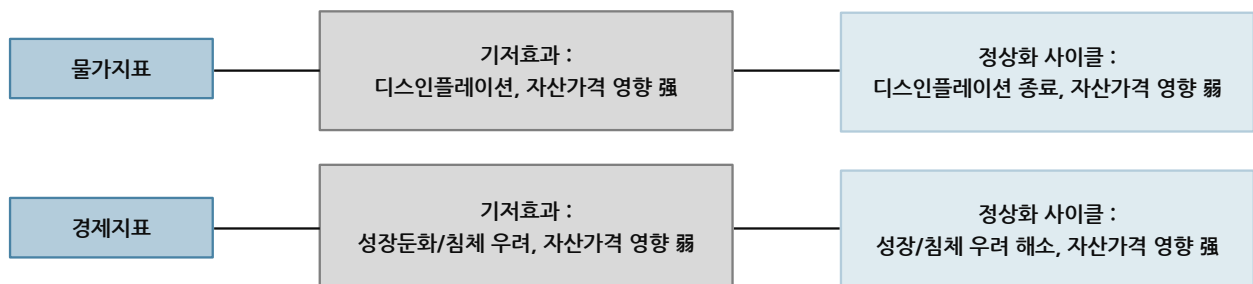 물가지표
기저효과 :
디스인플레이션, 자산가격 영향 强
정상화 사이클 :
디스인플레이션 종료, 자산가격 영향 弱
경제지표
기저효과 :
성장둔화/침체 우려, 자산가격 영향 弱
정상화 사이클 :
성장/침체 우려 해소, 자산가격 영향 强